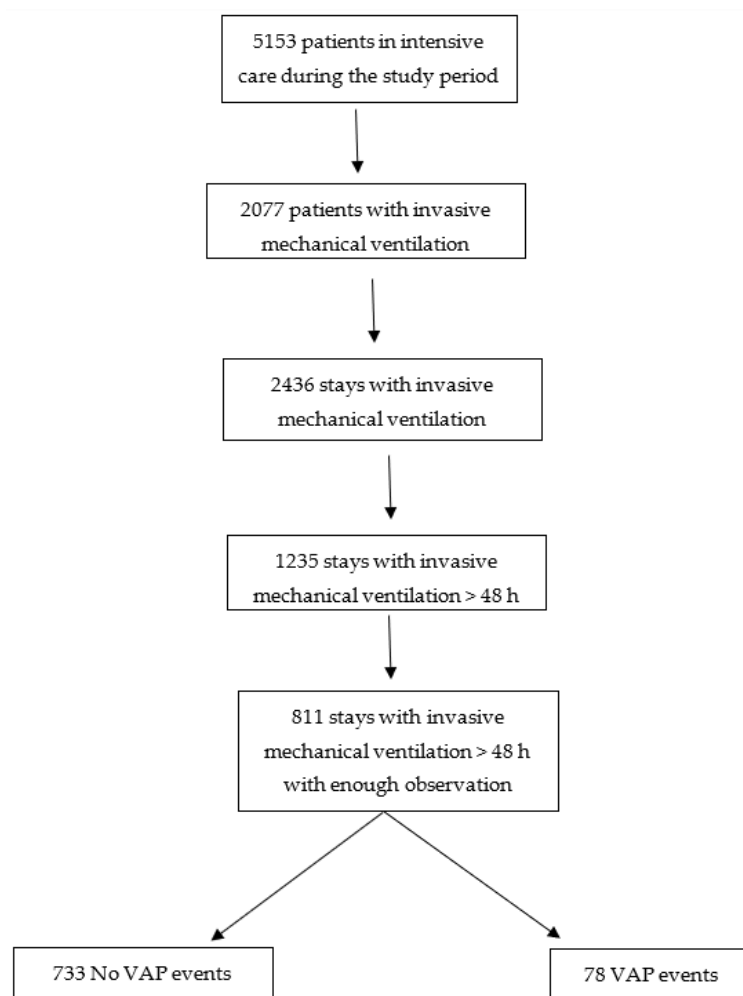 5153 patients in intensive
care during the study period
2077 patients with invasive
mechanical ventilation
2436 stays with invasive
mechanical ventilation
1235 stays with invasive
mechanical ventilation > 48 h
811 stays with invasive
mechanical ventilation > 48 h
with enough observation
733 No VAP events
78 VAP events